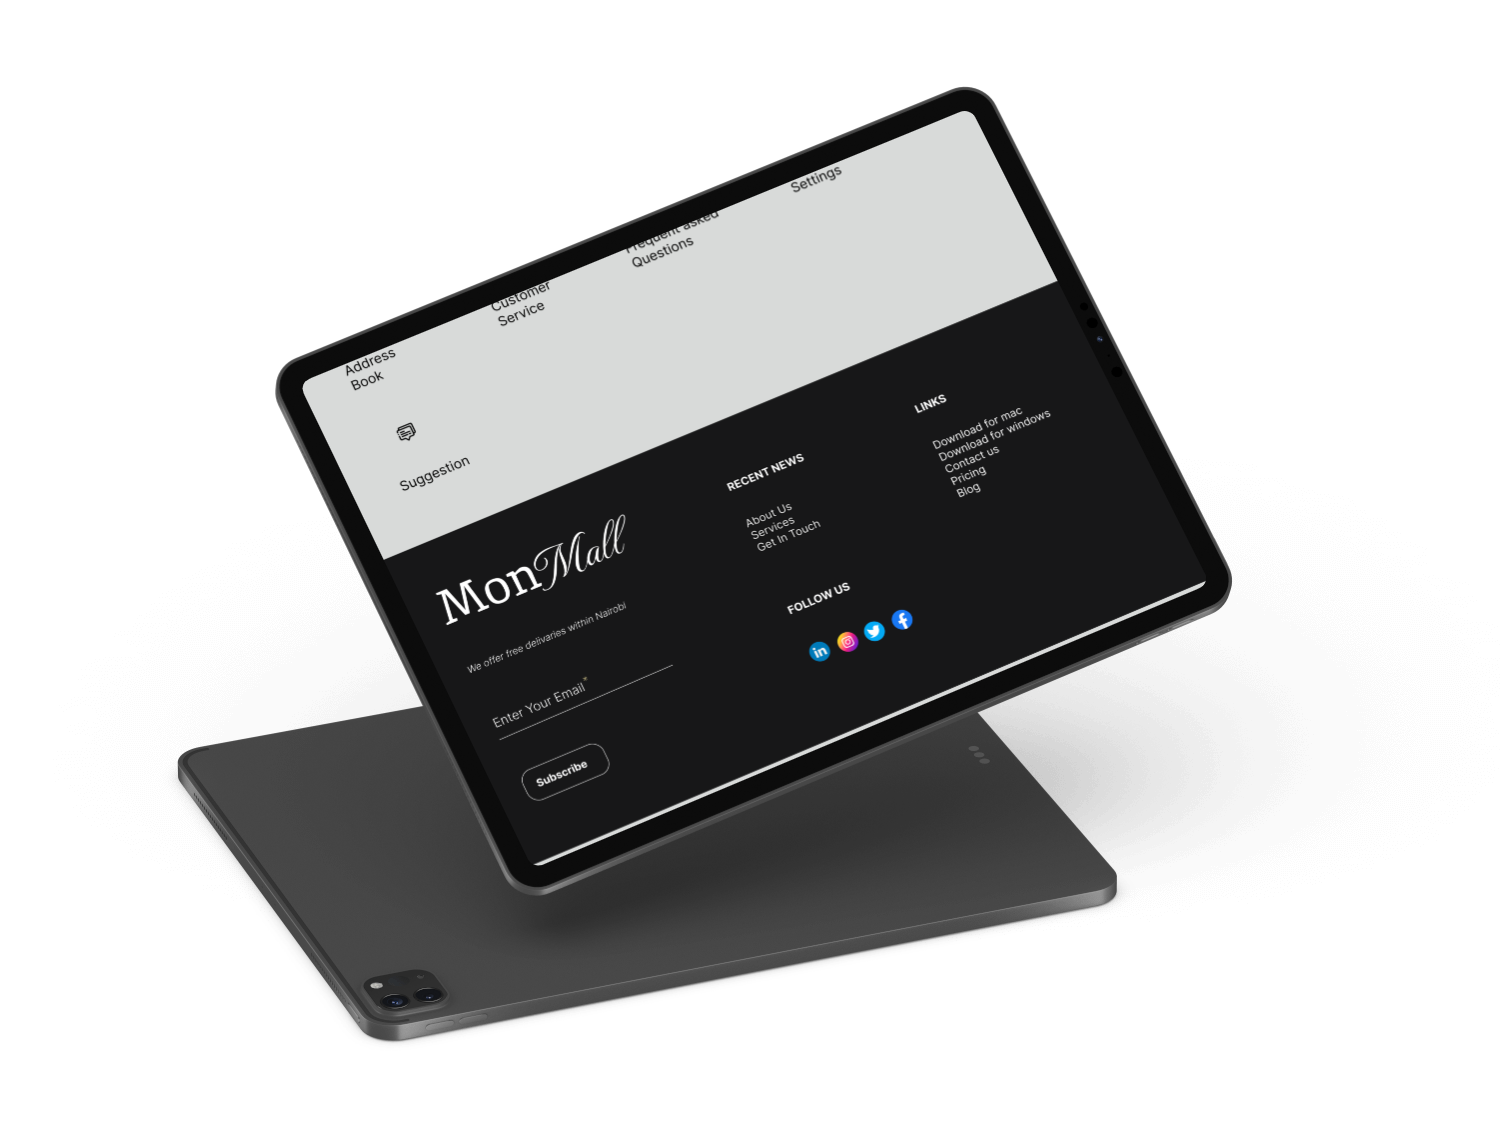 Settings
Frequent asked
Questions
Customer
Service
Address
Book
Suggestion
MonMall
We offer free delivaries within Nairobi
Enter Your Email*
Subscribe
RECENT NEWS
About Us
Services
Get In Touch
FOLLOW US
in
LINKS
Download for mac
Download for windows
Contact us
Pricing
Blog